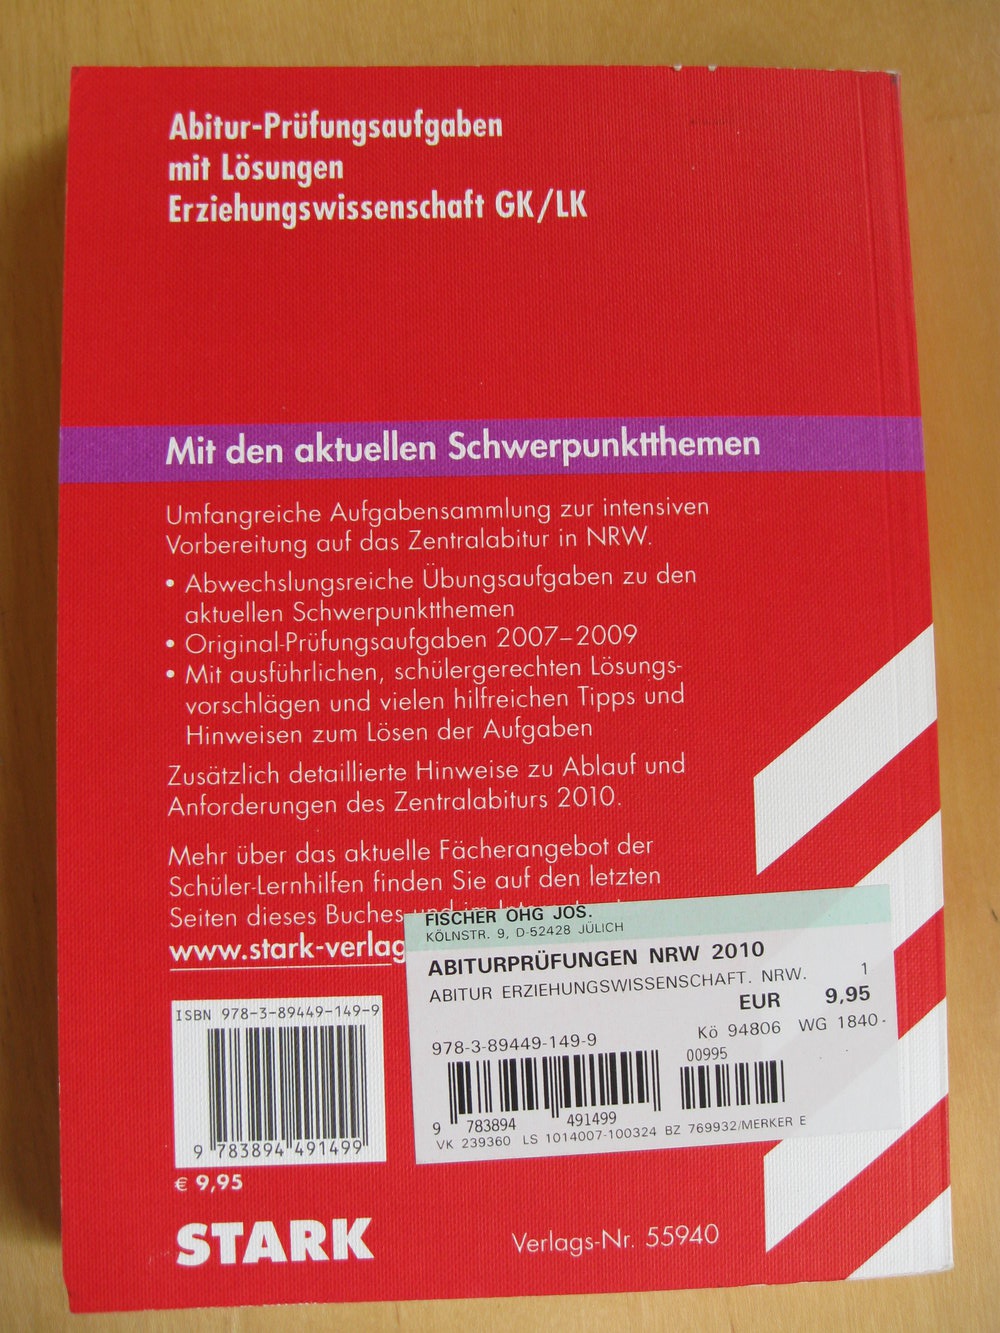 Abitur-Prüfungsaufgaben
mit Lösungen
Erziehungswissenschaft GK/LK
Mit den aktuellen Schwerpunktthemen
Umfangreiche Aufgabensammlung zur intensiven
Vorbereitung auf das Zentralabitur in NRW.
• Abwechslungsreiche Übungsaufgaben zu den
aktuellen Schwerpunktthemen
• Original-Prüfungsaufgaben 2007–2009
• Mit ausführlichen, schülergerechten Lösungs-
vorschlägen und vielen hilfreichen Tipps und
Hinweisen zum Lösen der Aufgaben
Zusätzlich detaillierte Hinweise zu Ablauf und
Anforderungen des Zentralabiturs 2010.
Mehr über das aktuelle Fächerangebot der
Schüler-Lernhilfen finden Sie auf den letzten
Seiten dieses Buches und im
www.stark-verlag
FISCHER OHG JOS.
KÖLNSTR. 9, D-52428 JÜLICH
ABITURPRÜFUNGEN NRW 2010
ABITUR ERZIEHUNGSWISSENSCHAFT. NRW. 1
EUR 9,95
Kö 94806 WG 1840-
978-3-89449-149-9 00995
9 783894 491499
VK 239360 LS 1014007-100324 BZ 769932/MERKER E
ISBN 978-3-89449-149-9
9 783894 491499
€ 9,95
STARK
Verlags-Nr. 55940